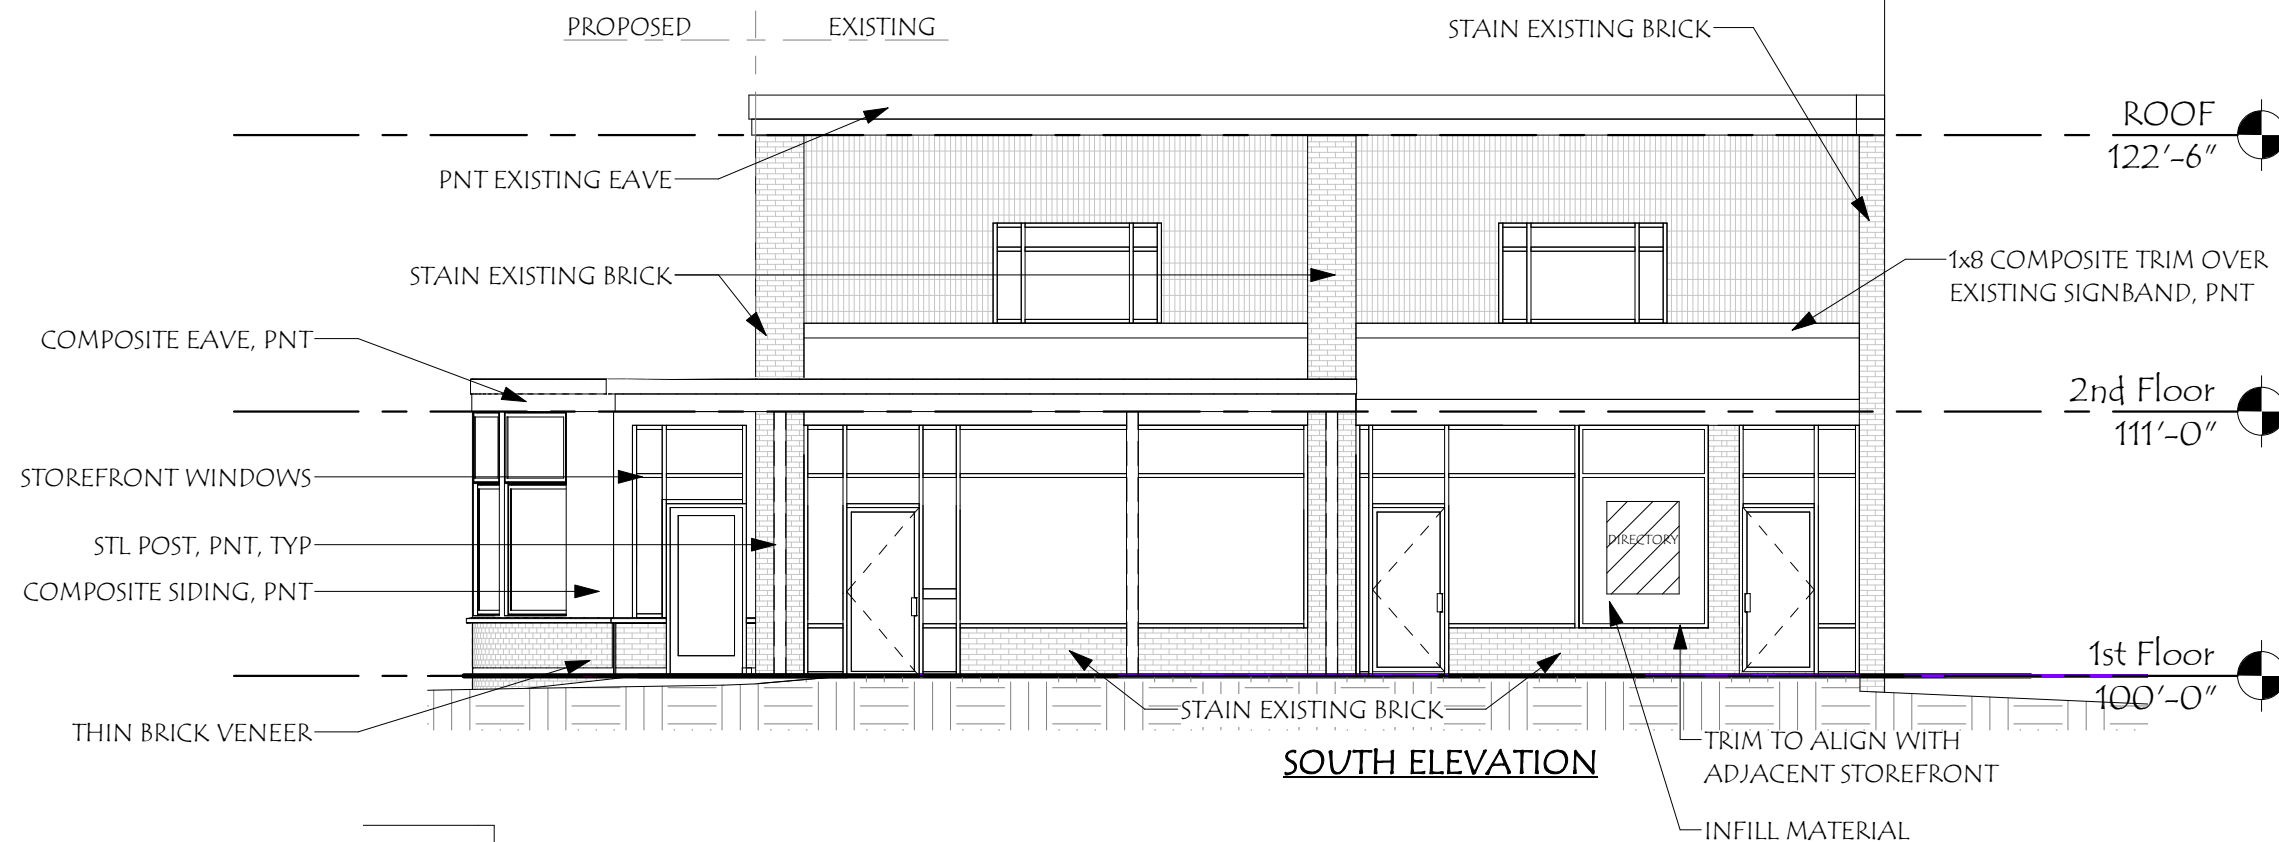 PROPOSED
EXISTING
STAIN EXISTING BRICK
ROOF
122'-6"
PNT EXISTING EAVE
STAIN EXISTING BRICK
1x8 COMPOSITE TRIM OVER
EXISTING SIGNBAND, PNT
COMPOSITE EAVE, PNT
2nd Floor
111'-0"
STOREFRONT WINDOWS
STL POST, PNT, TYP
DIRECTORY
COMPOSITE SIDING, PNT
1st Floor
100'-0"
THIN BRICK VENEER
STAIN EXISTING BRICK
TRIM TO ALIGN WITH
ADJACENT STOREFRONT
SOUTH ELEVATION
INFILL MATERIAL